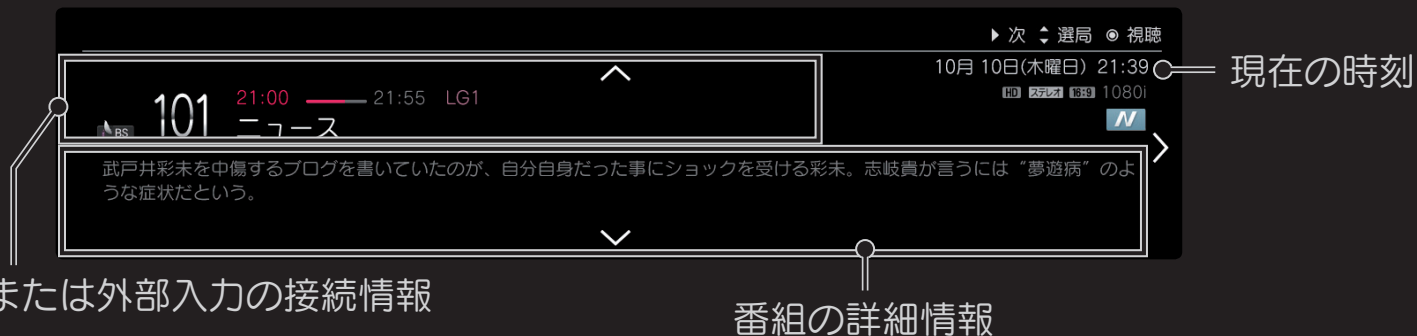 次 選局 視聴
10月 10日(木曜日) 21:39
現在の時刻
HD ステレオ 16:9 1080i
BS 101 21:00 21:55 LG1
ニュース
N
武戸井彩未を中傷するブログを書いていたのが、自分自身だった事にショックを受ける彩未。志岐貴が言うには“夢遊病”のよ
うな症状だという。
または外部入力の接続情報
番組の詳細情報